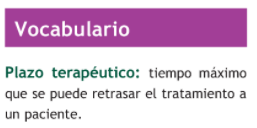 Vocabulario
Plazo terapéutico: tiempo máximo
que se puede retrasar el tratamiento a
un paciente.